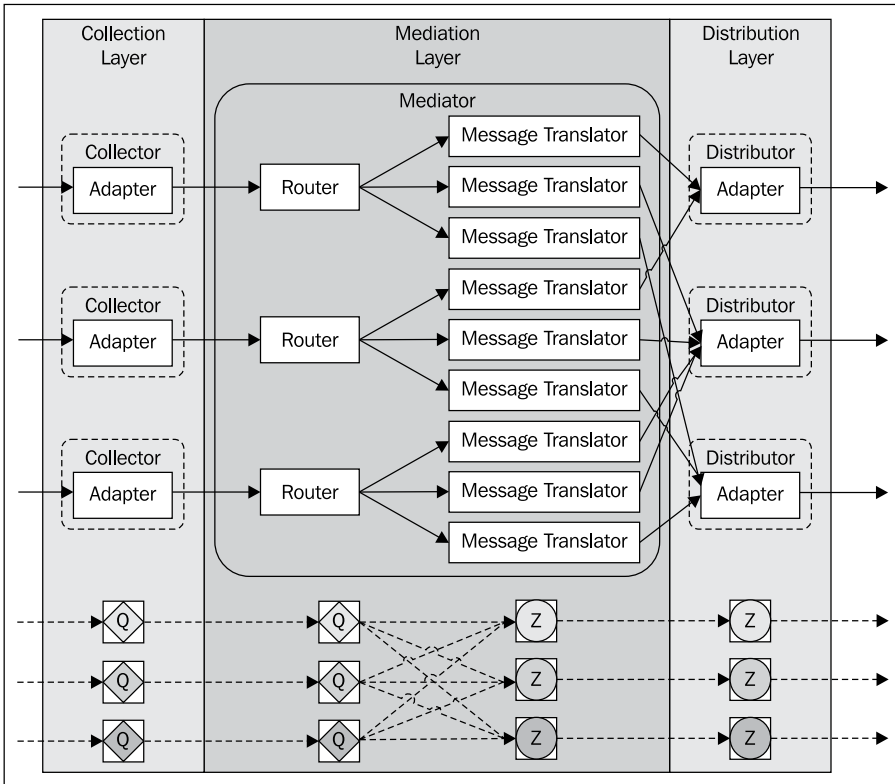 Collection
Layer
Mediation
Layer
Distribution
Layer
Mediator
Collector
Adapter
Router
Message Translator
Message Translator
Message Translator
Distributor
Adapter
Collector
Adapter
Router
Message Translator
Message Translator
Message Translator
Distributor
Adapter
Collector
Adapter
Router
Message Translator
Message Translator
Message Translator
Distributor
Adapter
Q
Q
Z
Z
Q
Q
Z
Z
Q
Q
Z
Z